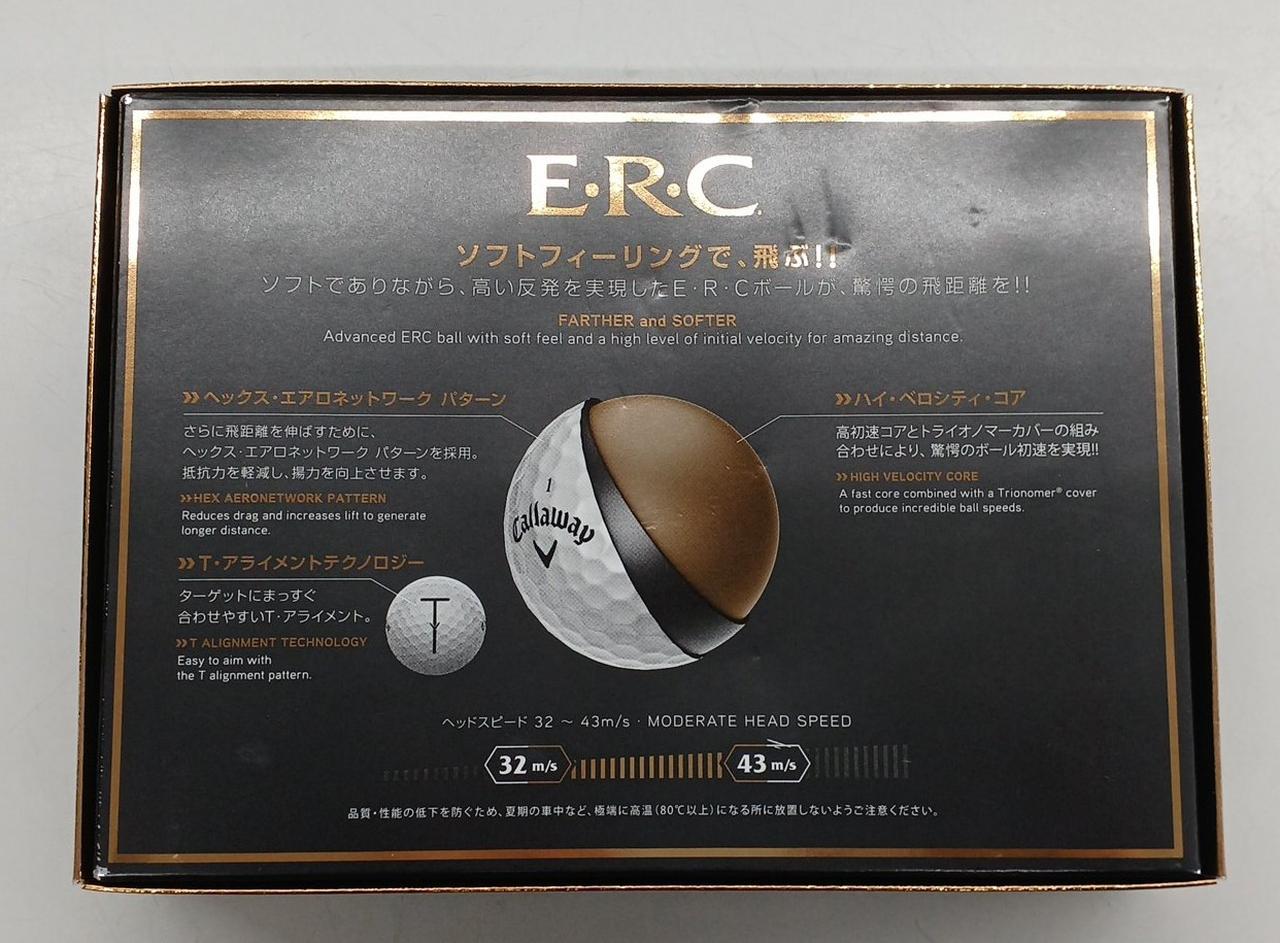 E·R·C
ソフトフィーリングで、飛ぶ!!
ソフトでありながら、高い反発を実現したE·R·Cボールが、驚愕の飛距離を!!
FARTHER and SOFTER
Advanced ERC ball with soft feel and a high level of initial velocity for amazing distance.
»ヘックス・エアロネットワーク パターン
さらに飛距離を伸ばすために、
ヘックス・エアロネットワーク パターンを採用。
抵抗力を軽減し、揚力を向上させます。
»HEX AERONETWORK PATTERN
Reduces drag and increases lift to generate
longer distance.
»T・アライメントテクノロジー
ターゲットにまっすぐ
合わせやすいT・アライメント。
»T ALIGNMENT TECHNOLOGY
Easy to aim with
the T alignment pattern.
T
1
Callaway
»ハイ・ベロシティ・コア
高初速コアとトライオノマーカバーの組み
合わせにより、驚愕のボール初速を実現!!
»HIGH VELOCITY CORE
A fast core combined with a Trionomer® cover
to produce incredible ball speeds.
ヘッドスピード 32 ～ 43m/s · MODERATE HEAD SPEED
32 m/s 43 m/s
品質・性能の低下を防ぐため、夏期の車中など、極端に高温(80℃以上)になる所に放置しないようご注意ください。